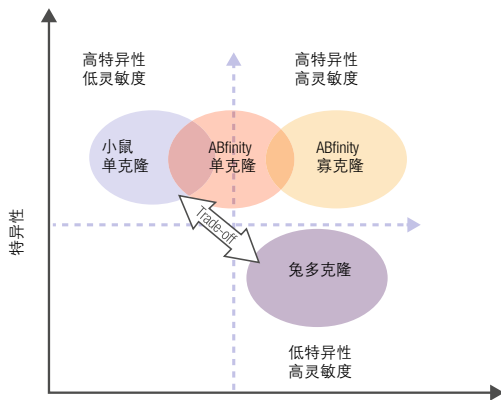 高特异性
低灵敏度
高特异性
高灵敏度
小鼠
单克隆
ABfinity
单克隆
ABfinity
寡克隆
Trade-off
特异性
兔多克隆
低特异性
高灵敏度